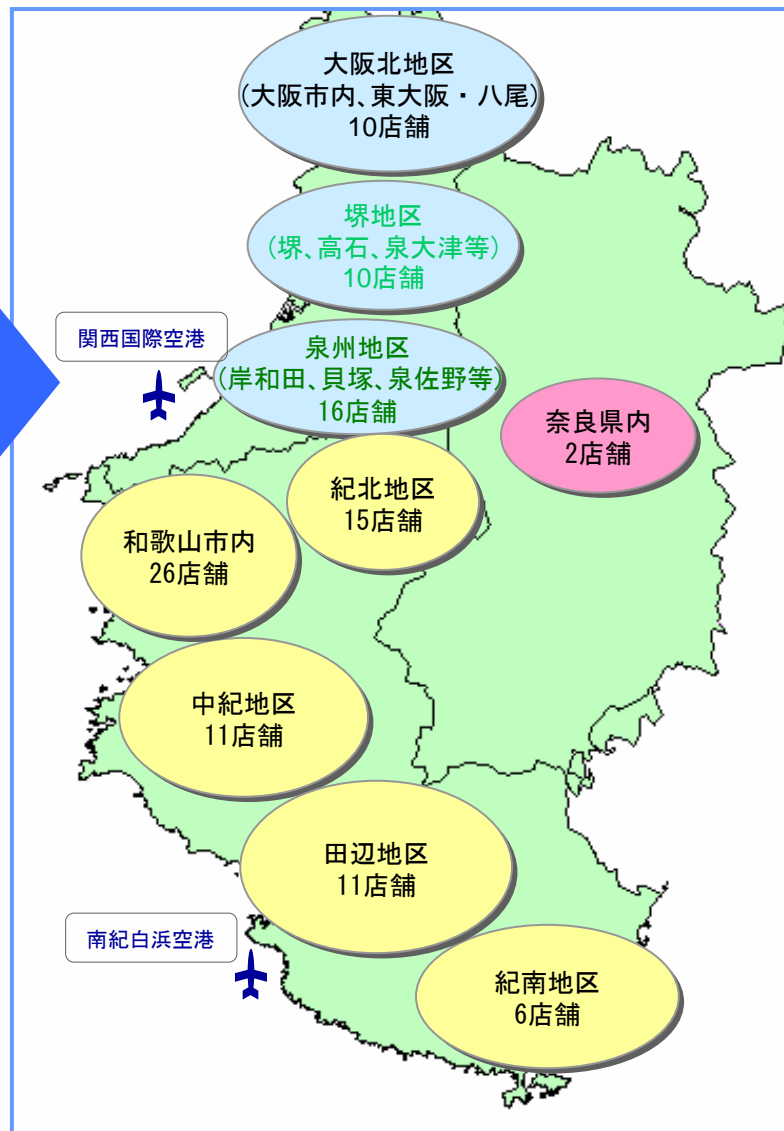 大阪北地区
(大阪市内、東大阪・八尾)
10店舗
堺地区
(堺、高石、泉大津等)
10店舗
関西国際空港
泉州地区
(岸和田、貝塚、泉佐野等)
16店舗
奈良県内
2店舗
紀北地区
15店舗
和歌山市内
26店舗
中紀地区
11店舗
田辺地区
11店舗
南紀白浜空港
紀南地区
6店舗